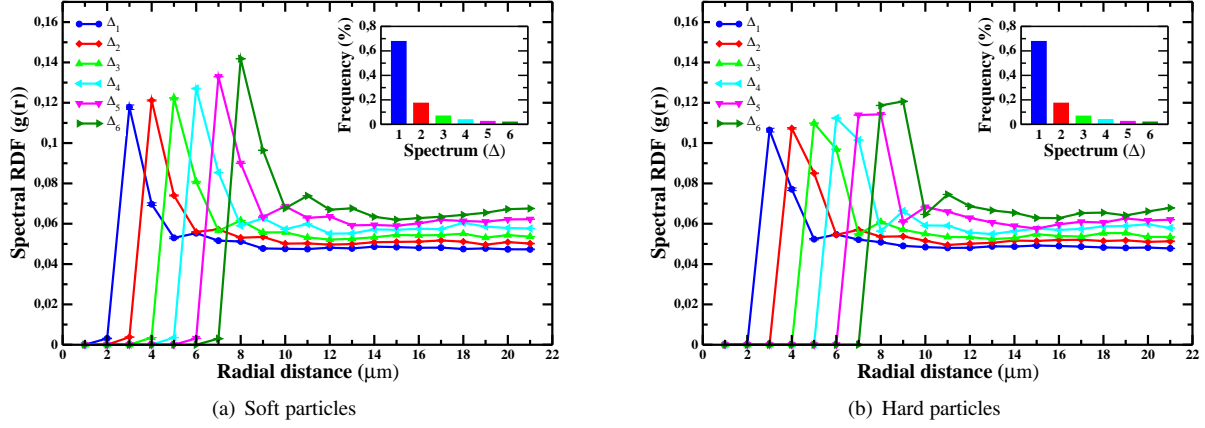 0,16
0,14
0,12
0,1
0,08
0,06
0,04
0,02
0
Spectral RDF (g(r))
Δ1
Δ2
Δ3
Δ4
Δ5
Δ6
0,8
0,6
0,4
0,2
0
Frequency (%)
1 2 3 4 5 6
Spectrum (Δ)
0 2 4 6 8 10 12 14 16 18 20 22
Radial distance (μm)
(a) Soft particles
0,16
0,14
0,12
0,1
0,08
0,06
0,04
0,02
0
Spectral RDF (g(r))
Δ1
Δ2
Δ3
Δ4
Δ5
Δ6
0,8
0,6
0,4
0,2
0
Frequency (%)
1 2 3 4 5 6
Spectrum (Δ)
0 2 4 6 8 10 12 14 16 18 20 22
Radial distance (μm)
(b) Hard particles